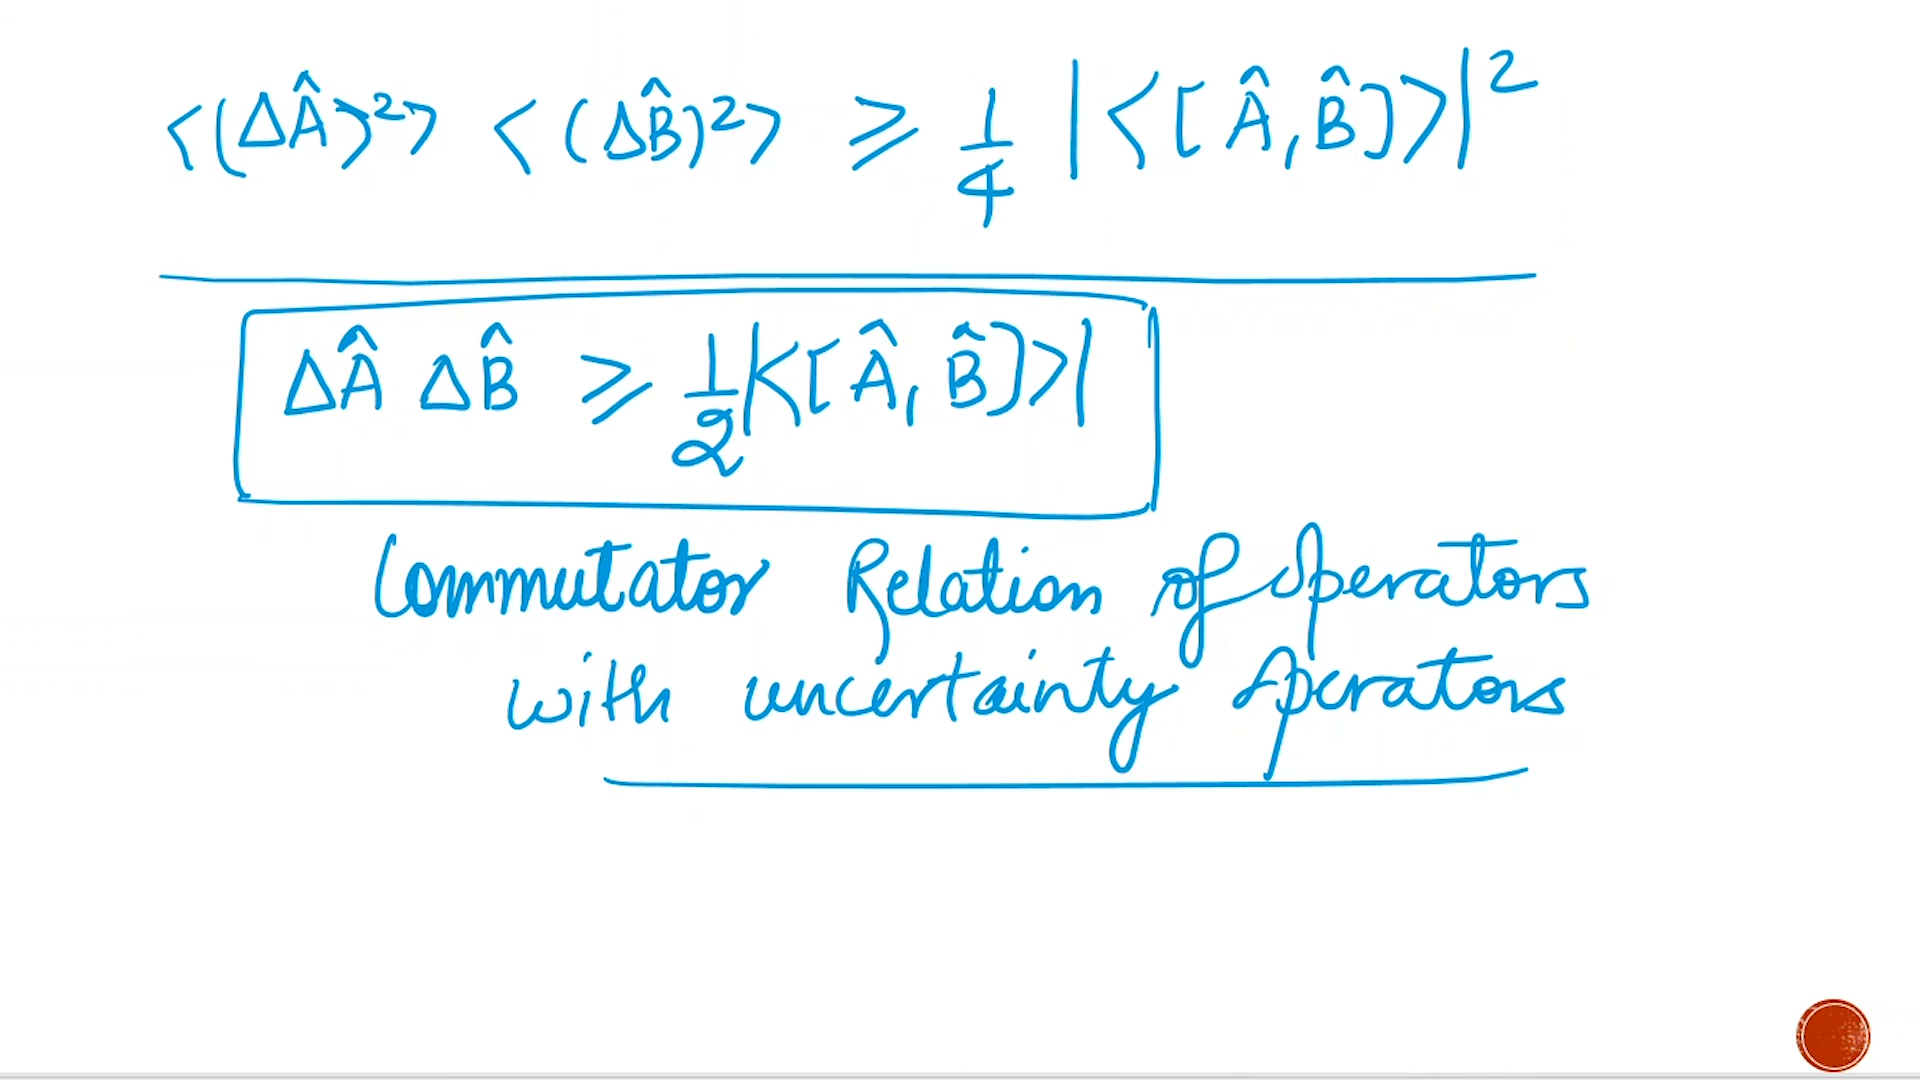 <(ΔÂ)²> <(ΔB̂)²> ⩾ 1/4 |<[Â, B̂]>|²
ΔÂ ΔB̂ ⩾ 1/2 |<[Â, B̂]>|
Commutator Relation of Operators
with uncertainty Operators